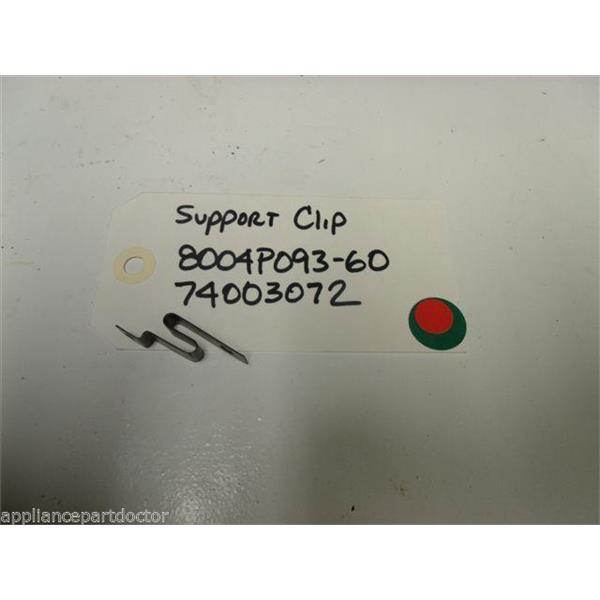 Support Clip
8004P093-60
74003072
appliancepartdoctor